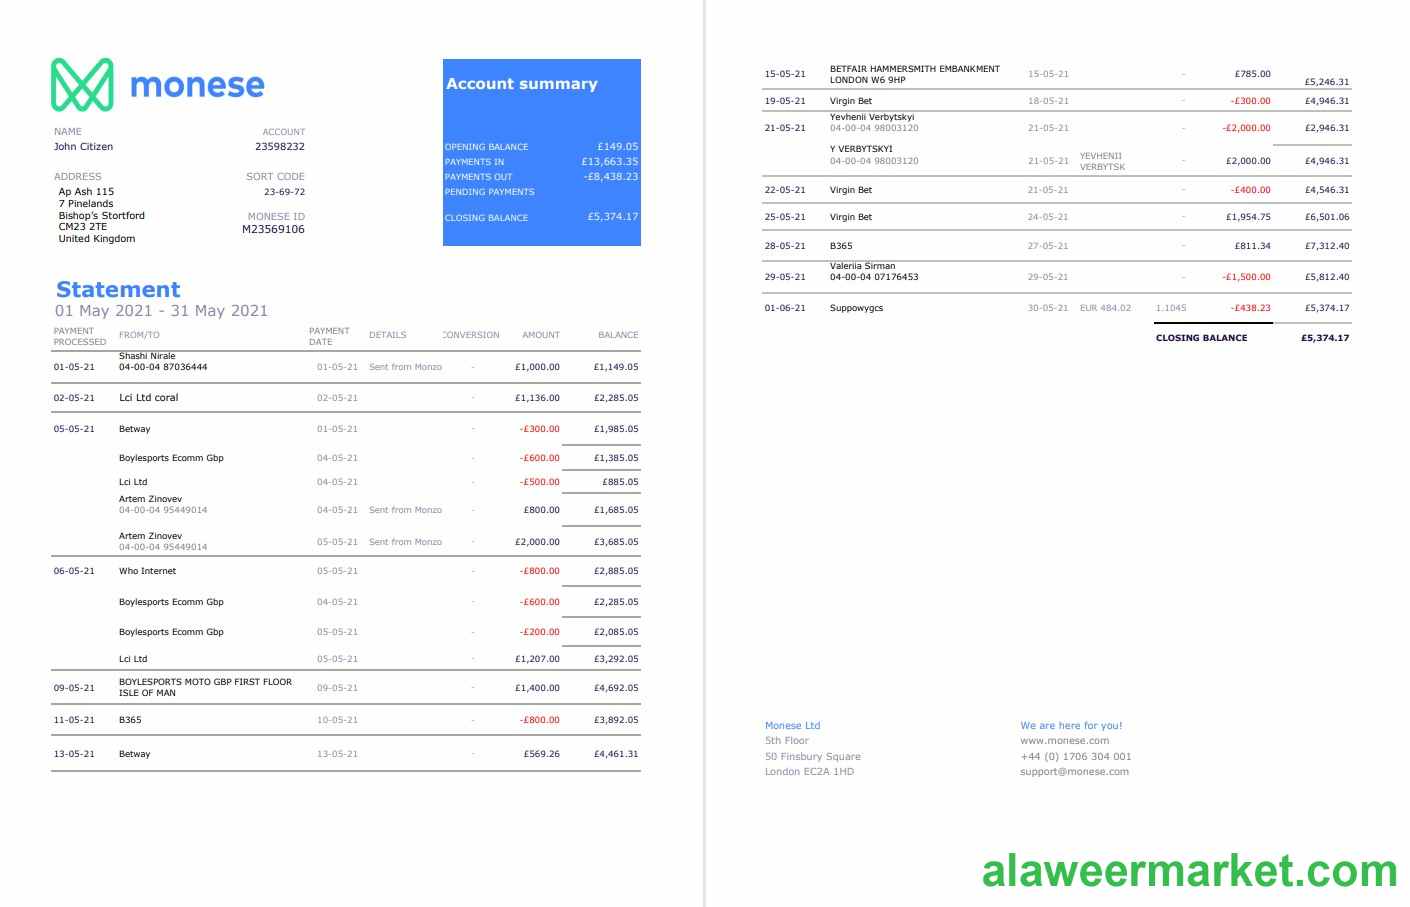 monese
Account summary
NAME ACCOUNT
John Citizen 23598232
OPENING BALANCE £149.05
PAYMENTS IN £13,663.35
PAYMENTS OUT -£8,438.23
PENDING PAYMENTS
CLOSING BALANCE £5,374.17
ADDRESS SORT CODE
Ap Ash 115 23-69-72
7 Pinelands
Bishop's Stortford MONESE ID
CM23 2TE M23569106
United Kingdom
Statement
01 May 2021 - 31 May 2021
PAYMENT PROCESSED FROM/TO PAYMENT DATE DETAILS CONVERSION AMOUNT BALANCE
Shashi Nirale
01-05-21 04-00-04 87036444 01-05-21 Sent from Monzo - £1,000.00 £1,149.05
02-05-21 Lci Ltd coral 02-05-21 - £1,136.00 £2,285.05
05-05-21 Betway 01-05-21 - -£300.00 £1,985.05
Boylesports Ecomm Gbp 04-05-21 - -£600.00 £1,385.05
Lci Ltd 04-05-21 - -£500.00 £885.05
Artem Zinovev
04-00-04 95449014 04-05-21 Sent from Monzo - £800.00 £1,685.05
Artem Zinovev
04-00-04 95449014 05-05-21 Sent from Monzo - £2,000.00 £3,685.05
06-05-21 Who Internet 05-05-21 - -£800.00 £2,885.05
Boylesports Ecomm Gbp 04-05-21 - -£600.00 £2,285.05
Boylesports Ecomm Gbp 05-05-21 - -£200.00 £2,085.05
Lci Ltd 05-05-21 - £1,207.00 £3,292.05
09-05-21 BOYLESPORTS MOTO GBP FIRST FLOOR 09-05-21 - £1,400.00 £4,692.05
ISLE OF MAN
11-05-21 B365 10-05-21 - -£800.00 £3,892.05
13-05-21 Betway 13-05-21 - £569.26 £4,461.31
15-05-21 BETFAIR HAMMERSMITH EMBANKMENT 15-05-21 - £785.00 £5,246.31
LONDON W6 9HP
19-05-21 Virgin Bet 18-05-21 - -£300.00 £4,946.31
Yevhenii Verbytskyi
21-05-21 04-00-04 98003120 21-05-21 - -£2,000.00 £2,946.31
Y VERBYTSKYI
04-00-04 98003120 21-05-21 YEVHENII VERBYTSK - £2,000.00 £4,946.31
22-05-21 Virgin Bet 21-05-21 - -£400.00 £4,546.31
25-05-21 Virgin Bet 24-05-21 - £1,954.75 £6,501.06
28-05-21 B365 27-05-21 - £811.34 £7,312.40
Valeriia Sirman
29-05-21 04-00-04 07176453 29-05-21 - -£1,500.00 £5,812.40
01-06-21 Suppowygcs 30-05-21 EUR 484.02 1.1045 -£438.23 £5,374.17
CLOSING BALANCE £5,374.17
Monese Ltd
5th Floor
50 Finsbury Square
London EC2A 1HD
We are here for you!
www.monese.com
+44 (0) 1706 304 001
support@monese.com
alaweermarket.com